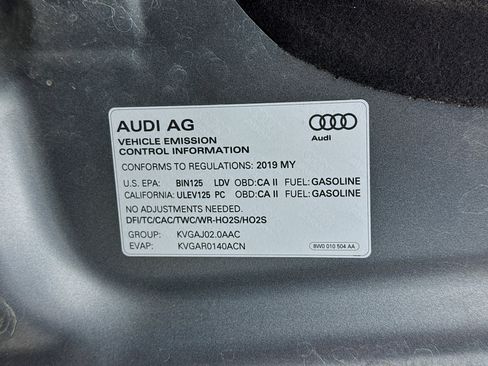 AUDI AG
Audi
VEHICLE EMISSION
CONTROL INFORMATION
CONFORMS TO REGULATIONS: 2019 MY
U.S. EPA: BIN125 LDV OBD:CA II FUEL:GASOLINE
CALIFORNIA: ULEV125 PC OBD:CA II FUEL:GASOLINE
NO ADJUSTMENTS NEEDED.
DFI/TC/CAC/TWC/WR-HO2S/HO2S
GROUP: KVGAJ02.0AAC
EVAP: KVGAR0140ACN
8W0 010 504 AA